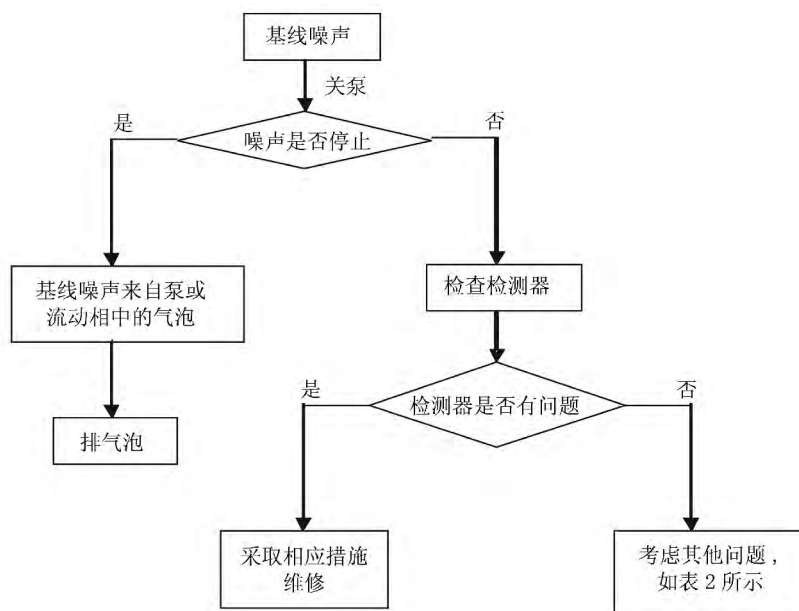 基线噪声
关泵
是
否
噪声是否停止
基线噪声来自泵或
流动相中的气泡
检查检测器
是
否
检测器是否有问题
排气泡
采取相应措施
维修
考虑其他问题，
如表2所示